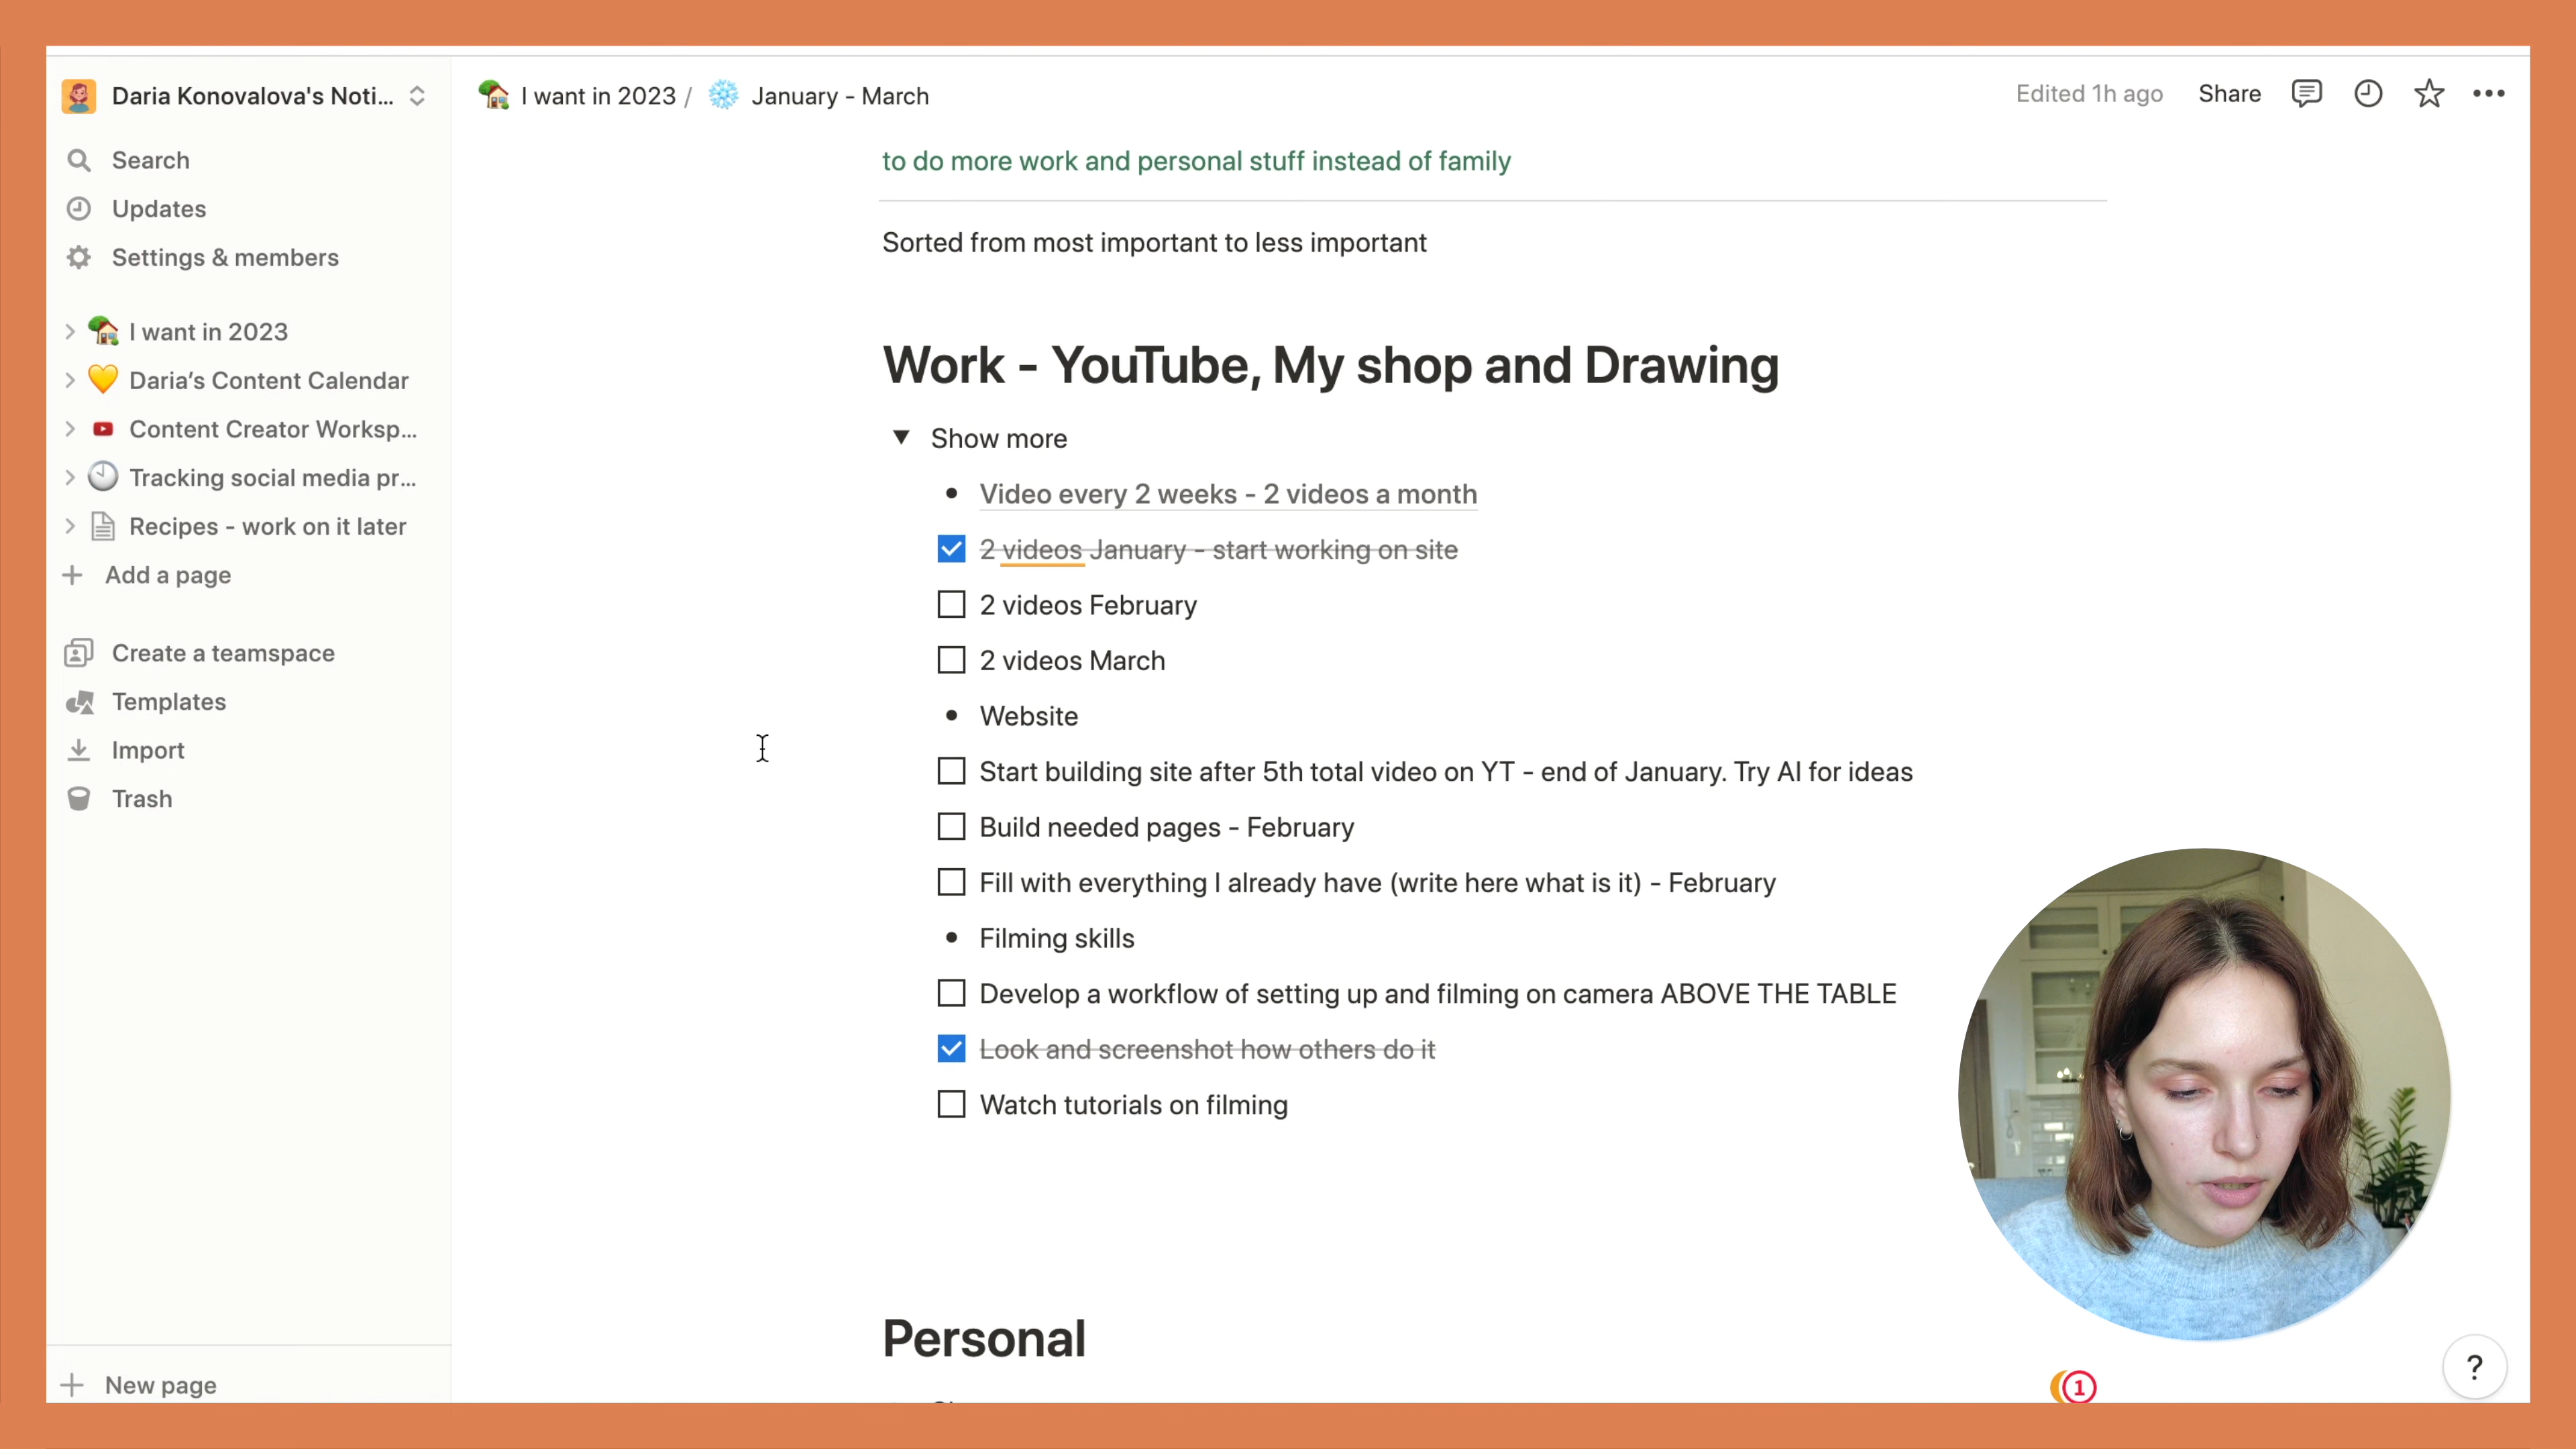 Daria Konovalova's Noti...
Search
Updates
Settings & members
I want in 2023
Daria's Content Calendar
Content Creator Worksp...
Tracking social media pr...
Recipes - work on it later
Add a page
Create a teamspace
Templates
Import
Trash
New page
I want in 2023 / January - March
Edited 1h ago Share
to do more work and personal stuff instead of family
Sorted from most important to less important
Work - YouTube, My shop and Drawing
Show more
Video every 2 weeks - 2 videos a month
2 videos January - start working on site
2 videos February
2 videos March
Website
Start building site after 5th total video on YT - end of January. Try AI for ideas
Build needed pages - February
Fill with everything I already have (write here what is it) - February
Filming skills
Develop a workflow of setting up and filming on camera ABOVE THE TABLE
Look and screenshot how others do it
Watch tutorials on filming
Personal
1
?